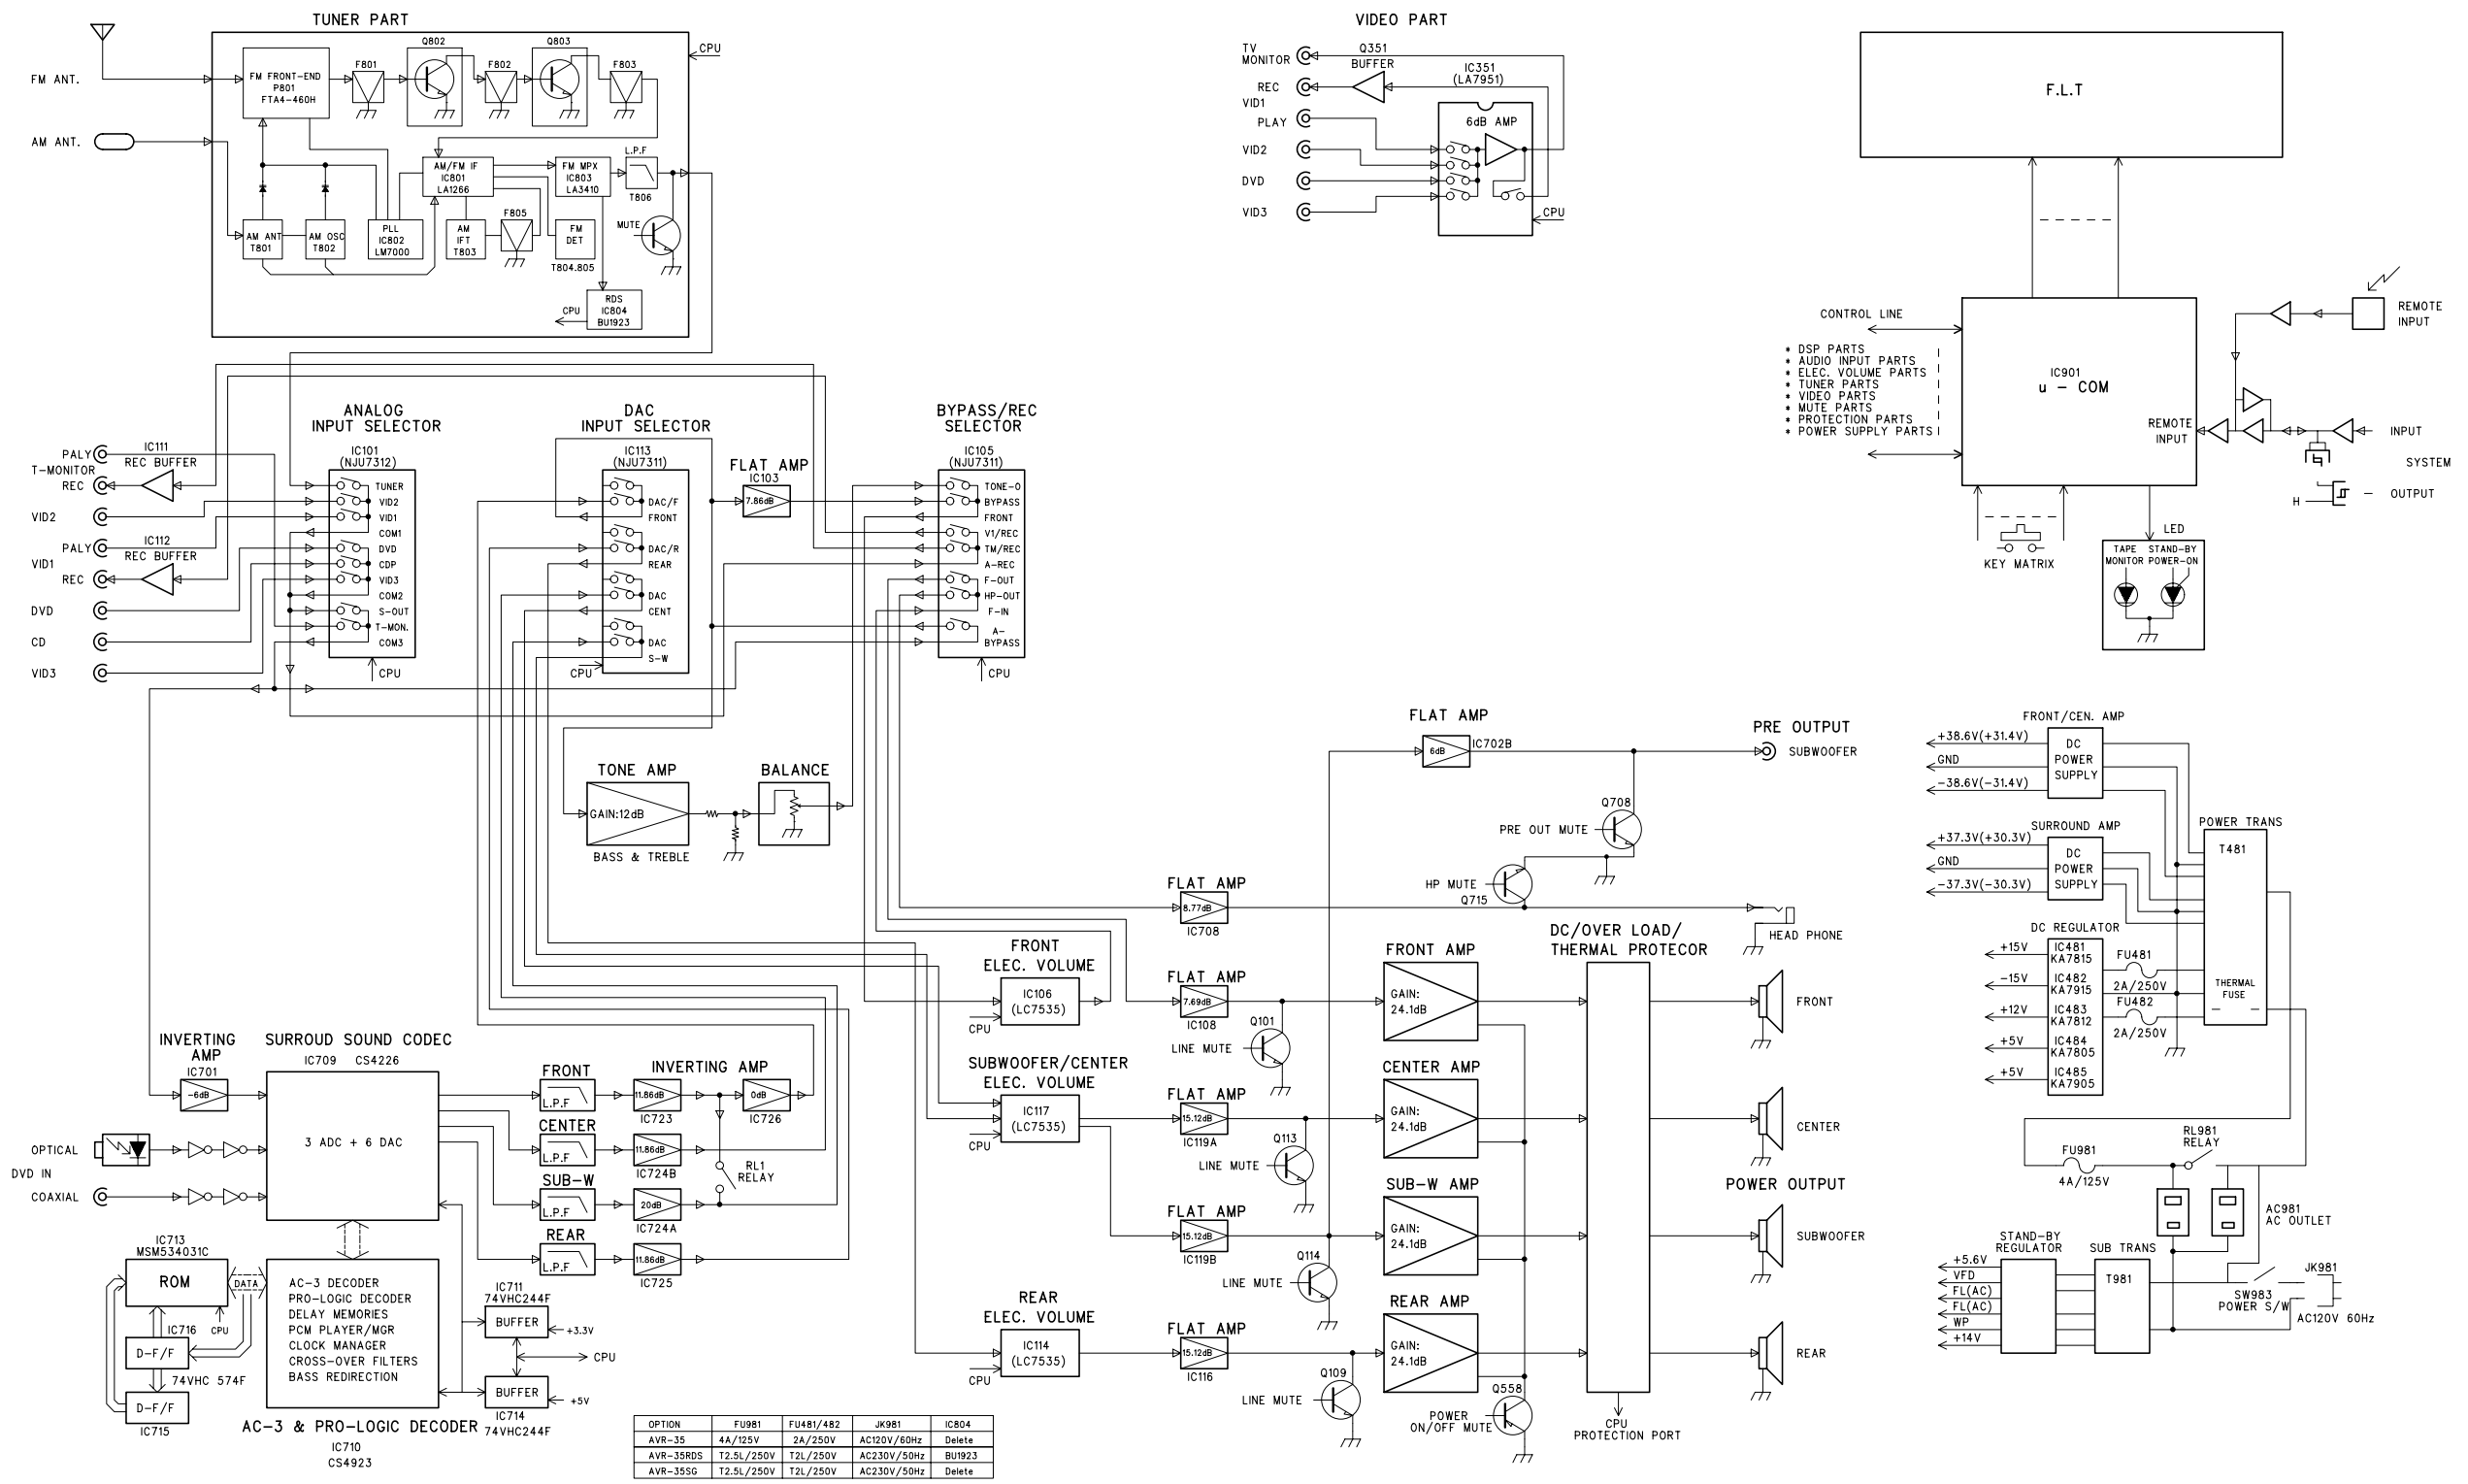 TUNER PART
FM ANT.
AM ANT.
FM FRONT-END
P801
FTA4-460H
F801
Q802
F802
Q803
F803
CPU
AM/FM IF
IC801
LA1266
FM MPX
IC803
LA3410
L.P.F
T806
AM ANT
T801
AM OSC
T802
PLL
IC802
LM7000
AM
IFT
T803
F805
FM
DET
T804.805
MUTE
RDS
IC804
BU1923
CPU
VIDEO PART
TV
MONITOR
REC
VID1
PLAY
VID2
DVD
VID3
Q351
BUFFER
IC351
(LA7951)
6dB AMP
CPU
F.L.T
CONTROL LINE
* DSP PARTS
* AUDIO INPUT PARTS
* ELEC. VOLUME PARTS
* TUNER PARTS
* VIDEO PARTS
* MUTE PARTS
* PROTECTION PARTS
* POWER SUPPLY PARTS
IC901
u - COM
REMOTE
INPUT
REMOTE
INPUT
INPUT
SYSTEM
OUTPUT
H
KEY MATRIX
LED
TAPE
MONITOR
STAND-BY
POWER-ON
ANALOG
INPUT SELECTOR
IC101
(NJU7312)
PALY
T-MONITOR
REC
VID2
PALY
VID1
REC
DVD
CD
VID3
IC111
REC BUFFER
IC112
REC BUFFER
TUNER
VID2
VID1
COM1
DVD
CDP
VID3
COM2
S-OUT
T-MON.
COM3
CPU
DAC
INPUT SELECTOR
IC113
(NJU7311)
DAC/F
FRONT
DAC/R
REAR
DAC
CENT
DAC
S-W
CPU
FLAT AMP
IC103
7.86dB
BYPASS/REC
SELECTOR
IC105
(NJU7311)
TONE-O
BYPASS
FRONT
V1/REC
TM/REC
A-REC
F-OUT
HP-OUT
F-IN
A-
BYPASS
CPU
TONE AMP
GAIN:12dB
BASS & TREBLE
BALANCE
FLAT AMP
6dB
IC702B
PRE OUTPUT
SUBWOOFER
Q708
PRE OUT MUTE
HP MUTE
Q715
FLAT AMP
8.77dB
IC708
HEAD PHONE
FRONT
ELEC. VOLUME
IC106
(LC7535)
CPU
FLAT AMP
7.69dB
IC108
Q101
LINE MUTE
FRONT AMP
GAIN:
24.1dB
DC/OVER LOAD/
THERMAL PROTECOR
FRONT
SUBWOOFER/CENTER
ELEC. VOLUME
IC117
(LC7535)
CPU
FLAT AMP
15.12dB
IC119A
Q113
LINE MUTE
CENTER AMP
GAIN:
24.1dB
CENTER
FLAT AMP
15.12dB
IC119B
Q114
LINE MUTE
SUB-W AMP
GAIN:
24.1dB
POWER OUTPUT
SUBWOOFER
REAR
ELEC. VOLUME
IC114
(LC7535)
CPU
FLAT AMP
15.12dB
IC116
Q109
LINE MUTE
REAR AMP
GAIN:
24.1dB
REAR
Q558
POWER
ON/OFF MUTE
CPU
PROTECTION PORT
INVERTING
AMP
IC701
-6dB
SURROUD SOUND CODEC
IC709 CS4226
3 ADC + 6 DAC
OPTICAL
DVD IN
COAXIAL
FRONT
L.P.F
CENTER
L.P.F
SUB-W
L.P.F
REAR
L.P.F
INVERTING AMP
11.86dB
IC723
0dB
IC726
11.86dB
IC724B
20dB
IC724A
11.86dB
IC725
RL1
RELAY
IC713
MSM534031C
ROM
DATA
CPU
IC716
D-F/F
74VHC 574F
D-F/F
IC715
AC-3 DECODER
PRO-LOGIC DECODER
DELAY MEMORIES
PCM PLAYER/MGR
CLOCK MANAGER
CROSS-OVER FILTERS
BASS REDIRECTION
AC-3 & PRO-LOGIC DECODER
IC710
CS4923
IC711
74VHC244F
BUFFER
+3.3V
CPU
BUFFER
+5V
IC714
74VHC244F
OPTION FU981 FU481/482 JK981 IC804
AVR-35 4A/125V 2A/250V AC120V/60Hz Delete
AVR-35RDS T2.5L/250V T2L/250V AC230V/50Hz BU1923
AVR-35SG T2.5L/250V T2L/250V AC230V/50Hz Delete
FRONT/CEN. AMP
+38.6V(+31.4V)
GND
-38.6V(-31.4V)
DC
POWER
SUPPLY
SURROUND AMP
+37.3V(+30.3V)
GND
-37.3V(-30.3V)
DC
POWER
SUPPLY
POWER TRANS
T481
THERMAL
FUSE
DC REGULATOR
+15V
IC481
KA7815
-15V
IC482
KA7915
+12V
IC483
KA7812
+5V
IC484
KA7805
+5V
IC485
KA7905
FU481
2A/250V
FU482
2A/250V
FU981
4A/125V
RL981
RELAY
AC981
AC OUTLET
STAND-BY
REGULATOR
+5.6V
VFD
FL(AC)
FL(AC)
WP
+14V
SUB TRANS
T981
SW983
POWER S/W
JK981
AC120V 60Hz